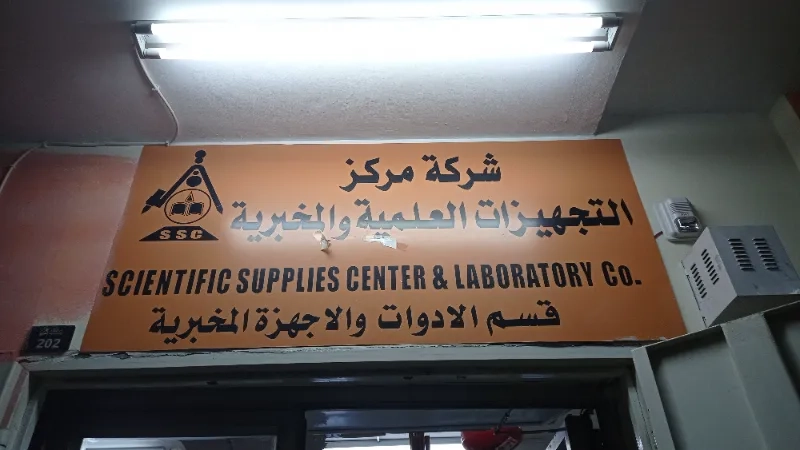 شركة مركز
التجهيزات العلمية والمخبرية
SSC
SCIENTIFIC SUPPLIES CENTER & LABORATORY Co.
قسم الادوات والاجهزة المخبرية
202